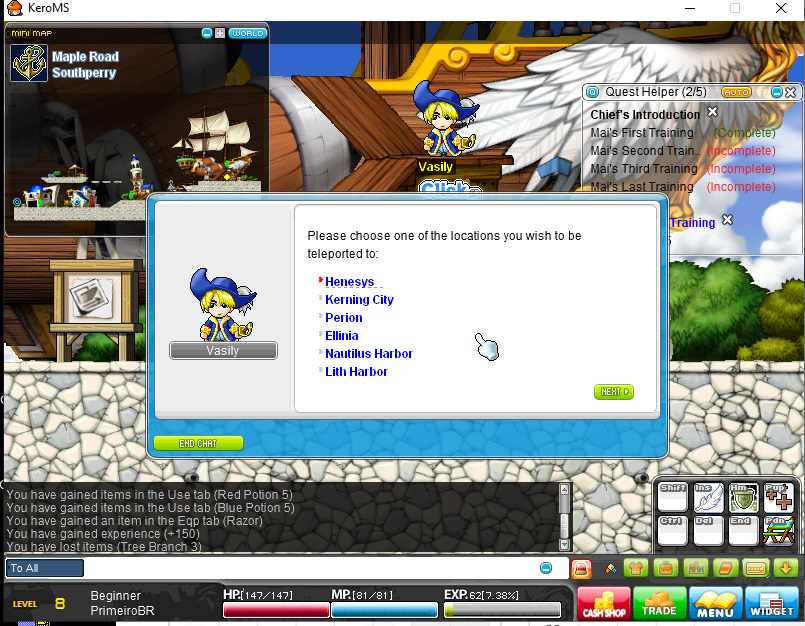 KeroMS
MINI MAP
WORLD
Maple Road
Southperry
Quest Helper (2/5)
AUTO
Chief's Introduction
Mai's First Training (Complete)
Mai's Second Train.. (Incomplete)
Mai's Third Training (Incomplete)
Mai's Last Training (Incomplete)
Training
Vasily
Click
Please choose one of the locations you wish to be
teleported to:
Henesys
Kerning City
Perion
Ellinia
Nautilus Harbor
Lith Harbor
Vasily
NEXT
END CHAT
You have gained items in the Use tab (Red Potion 5)
You have gained items in the Use tab (Blue Potion 5)
You have gained an item in the Eqp tab (Razor)
You have gained experience (+150)
You have lost items (Tree Branch 3)
Shift Ins Hm Pup
Ctrl Del End Pdn
To All
LEVEL 8
Beginner
PrimeiroBR
HP.[147/147] MP.[81/81] EXP.62[7.38%]
CASH SHOP TRADE MENU WIDGET